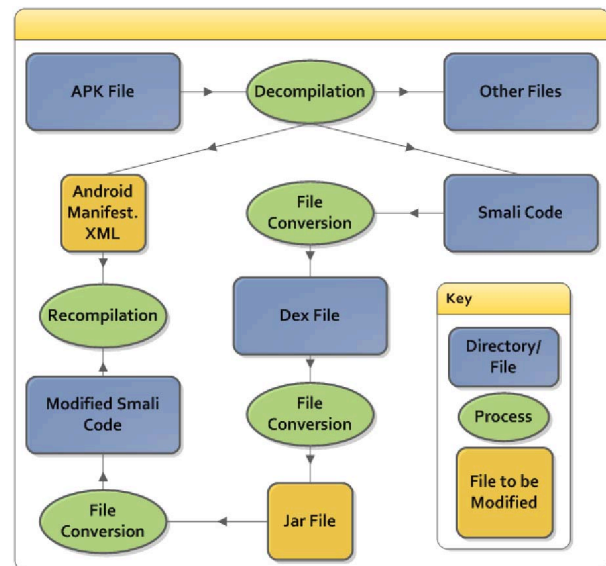 APK File
Decompilation
Other Files
Android
Manifest.
XML
File
Conversion
Smali Code
Recompilation
Dex File
Key
Directory/
File
Modified Smali
Code
File
Conversion
Process
File
Conversion
Jar File
File to be
Modified